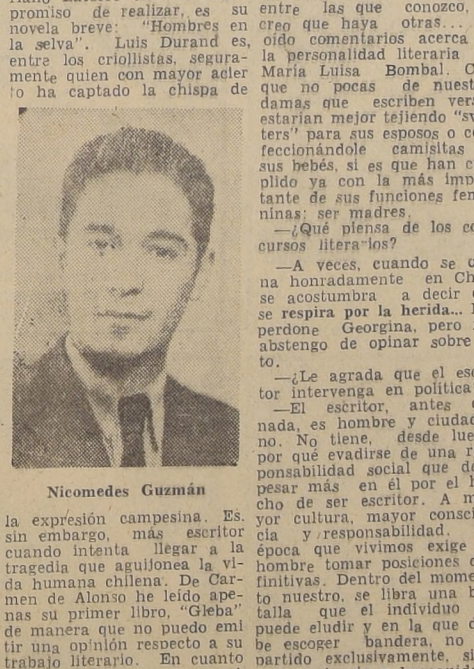 promiso de realizar, es su
novela breve: "Hombres en
la selva". Luis Durand es,
entre los criollistas, segura-
mente quien con mayor acier
to ha captado la chispa de
Nicomedes Guzmán
la expresión campesina. Es.
sin embargo, más escritor
cuando intenta llegar a la
tragedia que aguijonea la vi-
da humana chilena. De Car-
men de Alonso he leído ape-
nas su primer libro, "Gleba"
de manera que no puedo emi
tir una opinión respecto a su
trabajo literario. En cuanto
entre las que conozco,
creo que haya otras...
oído comentarios acerca
la personalidad literaria
María Luisa Bombal. C
que no pocas de nuest
damas que escriben vers
estarían mejor tejiendo "sv
ters" para sus esposos o co
feccionándole camisitas
sus bebés, si es que han c
plido ya con la más imp
tante de sus funciones fem
ninas: ser madres.
—¿Qué piensa de los co
cursos litera ios?
—A veces, cuando se o
na honradamente en Ch
se acostumbra a decir q
se respira por la herida...
perdone Georgina, pero
abstengo de opinar sobre
to.
—¿Le agrada que el esc
tor intervenga en política
—El escritor, antes
nada, es hombre y ciudad
no. No tiene, desde lue
por qué evadirse de una r
ponsabilidad social que de
pesar más en él por el h
cho de ser escritor. A m
yor cultura, mayor consci
cia y responsabilidad.
época que vivimos exige
hombre tomar posiciones d
finitivas. Dentro del mome
to nuestro, se libra una b
talla que el individuo
puede eludir y en la que d
be escoger bandera, no
partido exclusivamente, si